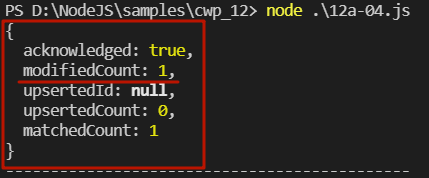 PS D:\NodeJS\samples\cwp_12> node .\12a-04.js
{
  acknowledged: true,
  modifiedCount: 1,
  upsertedId: null,
  upsertedCount: 0,
  matchedCount: 1
}
-----------------------------------------------